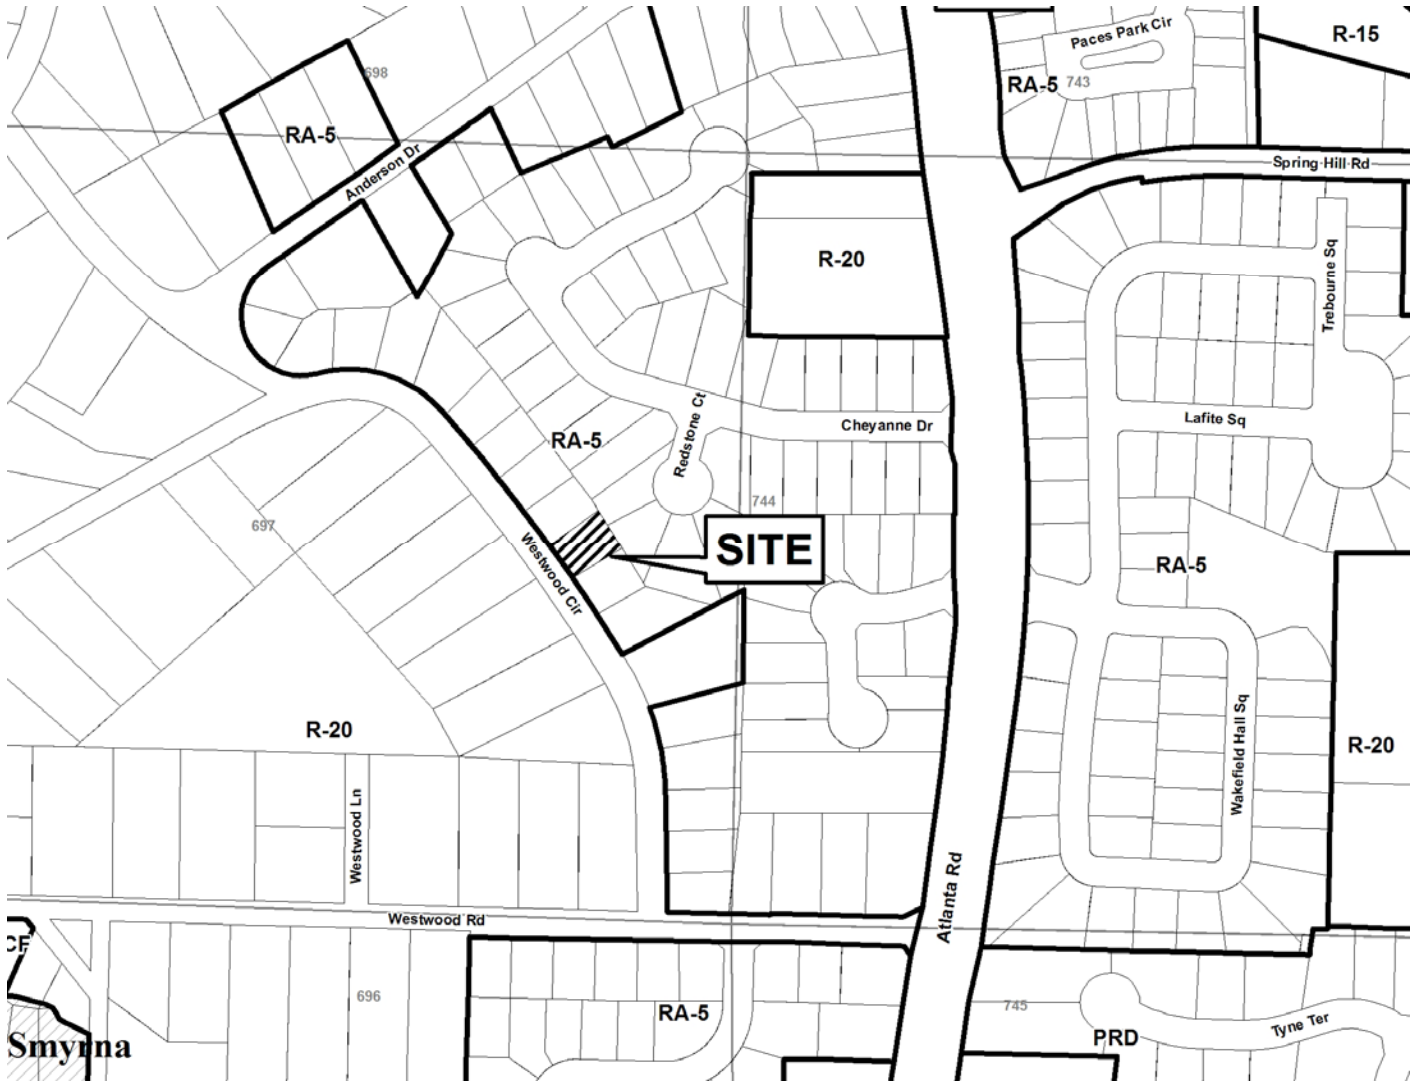 Paces Park Cir
R-15
698
RA-5
743
RA-5
Spring Hill Rd
Anderson Dr
R-20
Trebourne Sq
Redstone Ct
Cheyanne Dr
Lafite Sq
RA-5
744
697
SITE
Westwood Cir
RA-5
R-20
Wakefield Hall Sq
R-20
Westwood Ln
Atlanta Rd
Westwood Rd
CF
696
RA-5
745
Tyne Ter
PRD
Smyrna